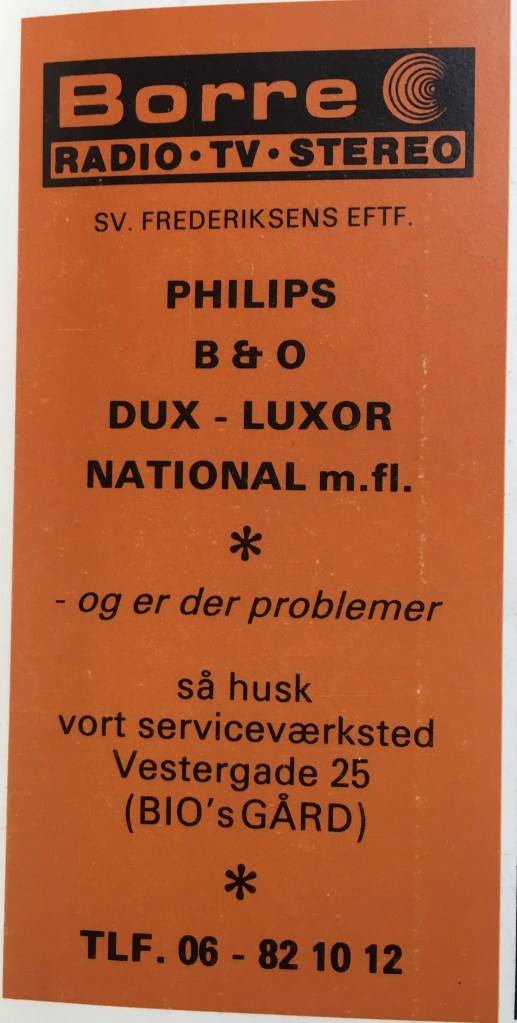 Borre
RADIO • TV • STEREO
SV. FREDERIKSENS EFTF.
PHILIPS
B & O
DUX - LUXOR
NATIONAL m.fl.
*
- og er der problemer
så husk
vort serviceværksted
Vestergade 25
(BIO's GÅRD)
*
TLF. 06 - 82 10 12